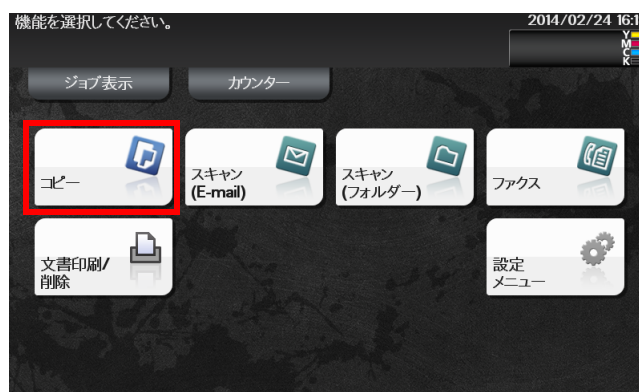 機能を選択してください。
2014/02/24 16:1
Y
M
C
K
ジョブ表示
カウンター
コピー
スキャン
(E-mail)
スキャン
(フォルダー)
ファクス
文書印刷/
削除
設定
メニュー